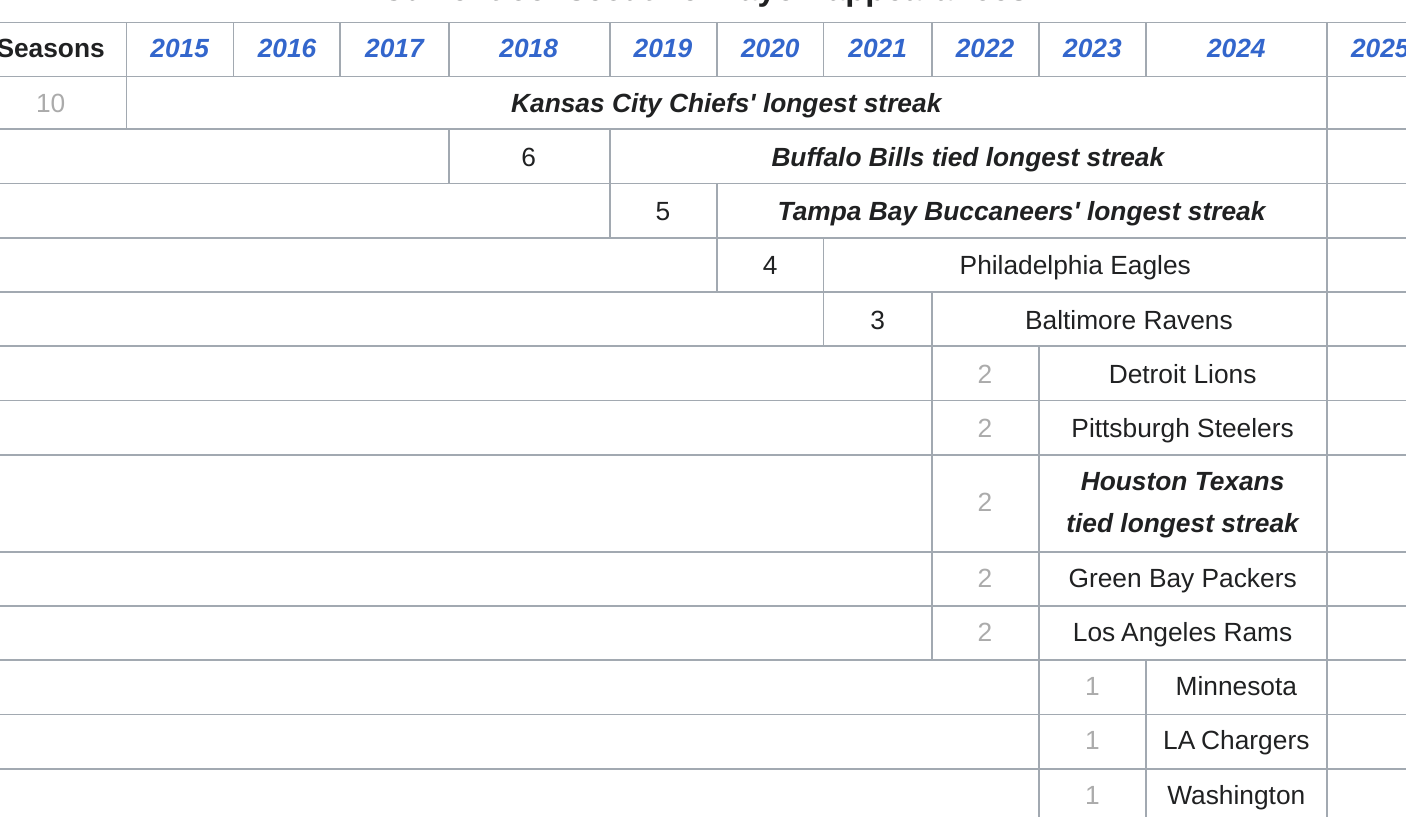 Seasons 2015 2016 2017 2018 2019 2020 2021 2022 2023 2024 2025
10 Kansas City Chiefs' longest streak
6 Buffalo Bills tied longest streak
5 Tampa Bay Buccaneers' longest streak
4 Philadelphia Eagles
3 Baltimore Ravens
2 Detroit Lions
2 Pittsburgh Steelers
2 Houston Texans
tied longest streak
2 Green Bay Packers
2 Los Angeles Rams
1 Minnesota
1 LA Chargers
1 Washington